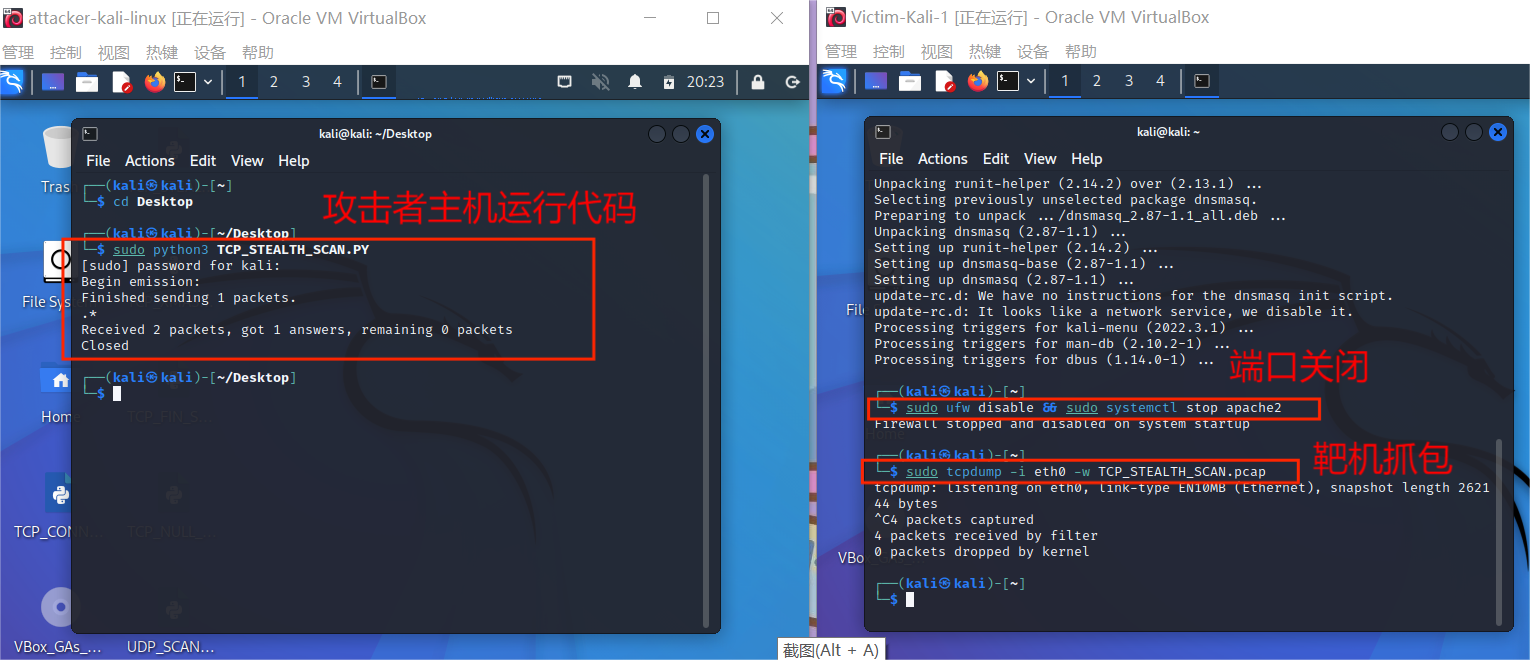 attacker-kali-linux [正在运行] - Oracle VM VirtualBox
管理 控制 视图 热键 设备 帮助
1 2 3 4 20:23
kali@kali: ~/Desktop
File Actions Edit View Help
┌──(kali㉿kali)-[~]
└─$ cd Desktop
攻击者主机运行代码
┌──(kali㉿kali)-[~/Desktop]
└─$ sudo python3 TCP_STEALTH_SCAN.PY
[sudo] password for kali:
Begin emission:
Finished sending 1 packets.
.*
Received 2 packets, got 1 answers, remaining 0 packets
Closed
┌──(kali㉿kali)-[~/Desktop]
└─$
Tras
File Sys
Home
TCP_FIN-S...
TCP_CONN
TCP_NULL_
VBox_GAs_...
UDP_SCAN...
Victim-Kali-1 [正在运行] - Oracle VM VirtualBox
管理 控制 视图 热键 设备 帮助
1 2 3 4
kali@kali: ~
File Actions Edit View Help
Unpacking runit-helper (2.14.2) over (2.13.1) ...
Selecting previously unselected package dnsmasq.
Preparing to unpack .../dnsmasq_2.87-1.1_all.deb ...
Unpacking dnsmasq (2.87-1.1) ...
Setting up runit-helper (2.14.2) ...
Setting up dnsmasq-base (2.87-1.1) ...
Setting up dnsmasq (2.87-1.1) ...
update-rc.d: We have no instructions for the dnsmasq init script.
update-rc.d: It looks like a network service, we disable it.
Processing triggers for kali-menu (2022.3.1) ...
Processing triggers for man-db (2.10.2-1) ...
Processing triggers for dbus (1.14.0-1) ...
端口关闭
┌──(kali㉿kali)-[~]
└─$ sudo ufw disable && sudo systemctl stop apache2
Firewall stopped and disabled on system startup
靶机抓包
┌──(kali㉿kali)-[~]
└─$ sudo tcpdump -i eth0 -w TCP_STEALTH_SCAN.pcap
tcpdump: listening on eth0, link-type EN10MB (Ethernet), snapshot length 2621
44 bytes
^C4 packets captured
4 packets received by filter
0 packets dropped by kernel
┌──(kali㉿kali)-[~]
└─$
File
Home
VBo
截图(Alt + A)